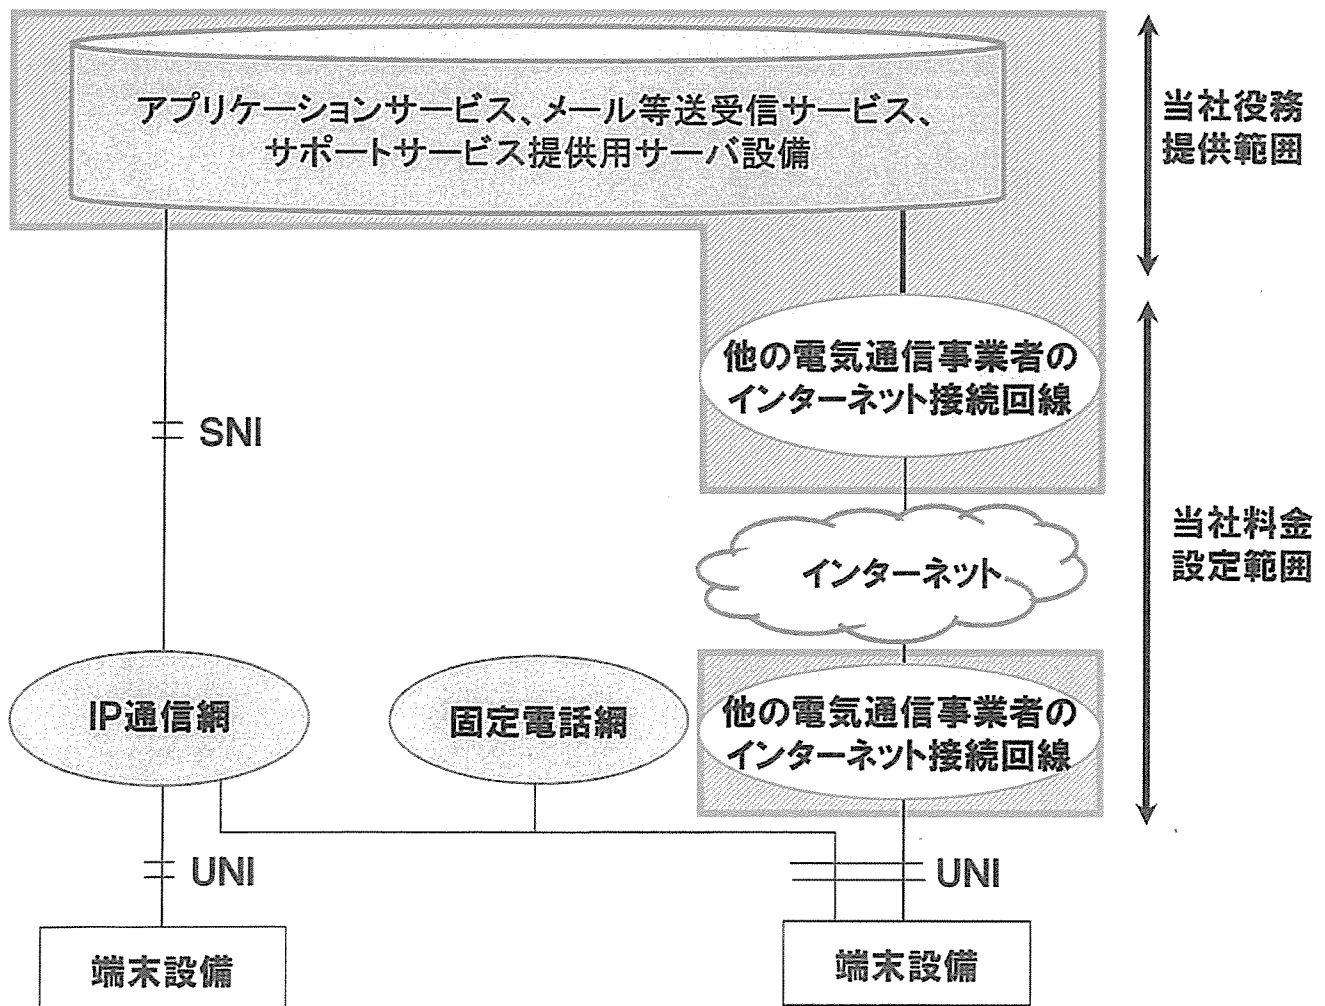 アプリケーションサービス、メール等送受信サービス、
サポートサービス提供用サーバ設備
当社役務
提供範囲
他の電気通信事業者の
インターネット接続回線
SNI
当社料金
設定範囲
インターネット
IP通信網
固定電話網
他の電気通信事業者の
インターネット接続回線
UNI
UNI
端末設備
端末設備